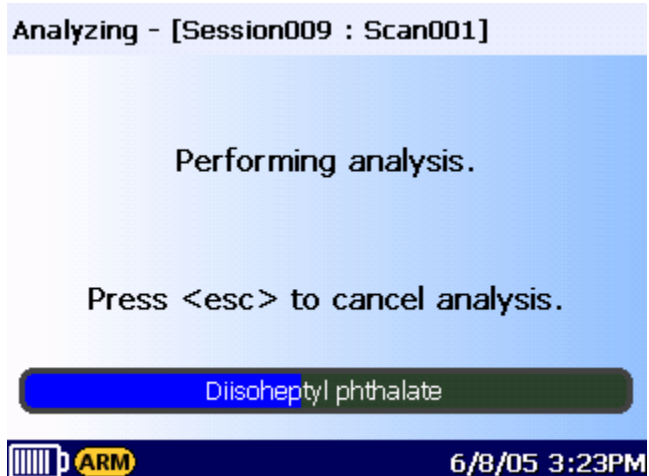 Analyzing - [Session009 : Scan001]
Performing analysis.
Press <esc> to cancel analysis.
Diisoheptyl phthalate
ARM 6/8/05 3:23PM